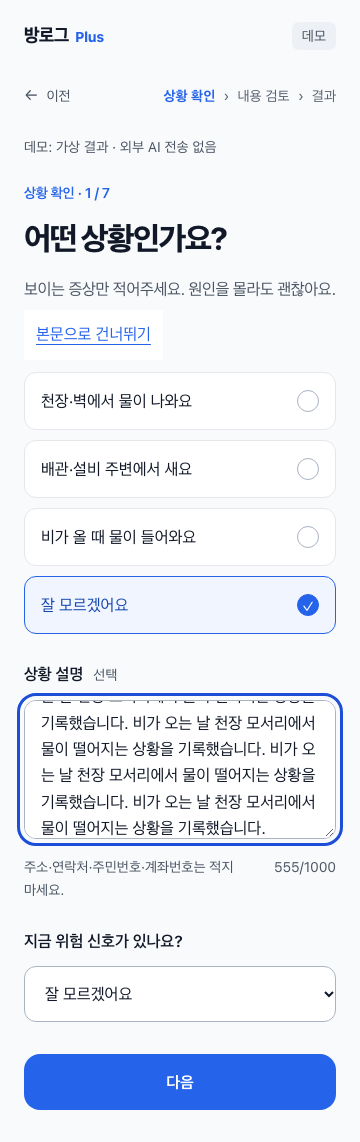 방로그 Plus
데모
← 이전
상황 확인 › 내용 검토 › 결과
데모: 가상 결과 · 외부 AI 전송 없음
상황 확인 · 1 / 7
어떤 상황인가요?
보이는 증상만 적어주세요. 원인을 몰라도 괜찮아요.
본문으로 건너뛰기
천장·벽에서 물이 나와요
배관·설비 주변에서 새요
비가 올 때 물이 들어와요
잘 모르겠어요
상황 설명 선택
기록했습니다. 비가 오는 날 천장 모서리에서
물이 떨어지는 상황을 기록했습니다. 비가 오
는 날 천장 모서리에서 물이 떨어지는 상황을
기록했습니다. 비가 오는 날 천장 모서리에서
물이 떨어지는 상황을 기록했습니다.
주소·연락처·주민번호·계좌번호는 적지
마세요.
555/1000
지금 위험 신호가 있나요?
잘 모르겠어요
다음